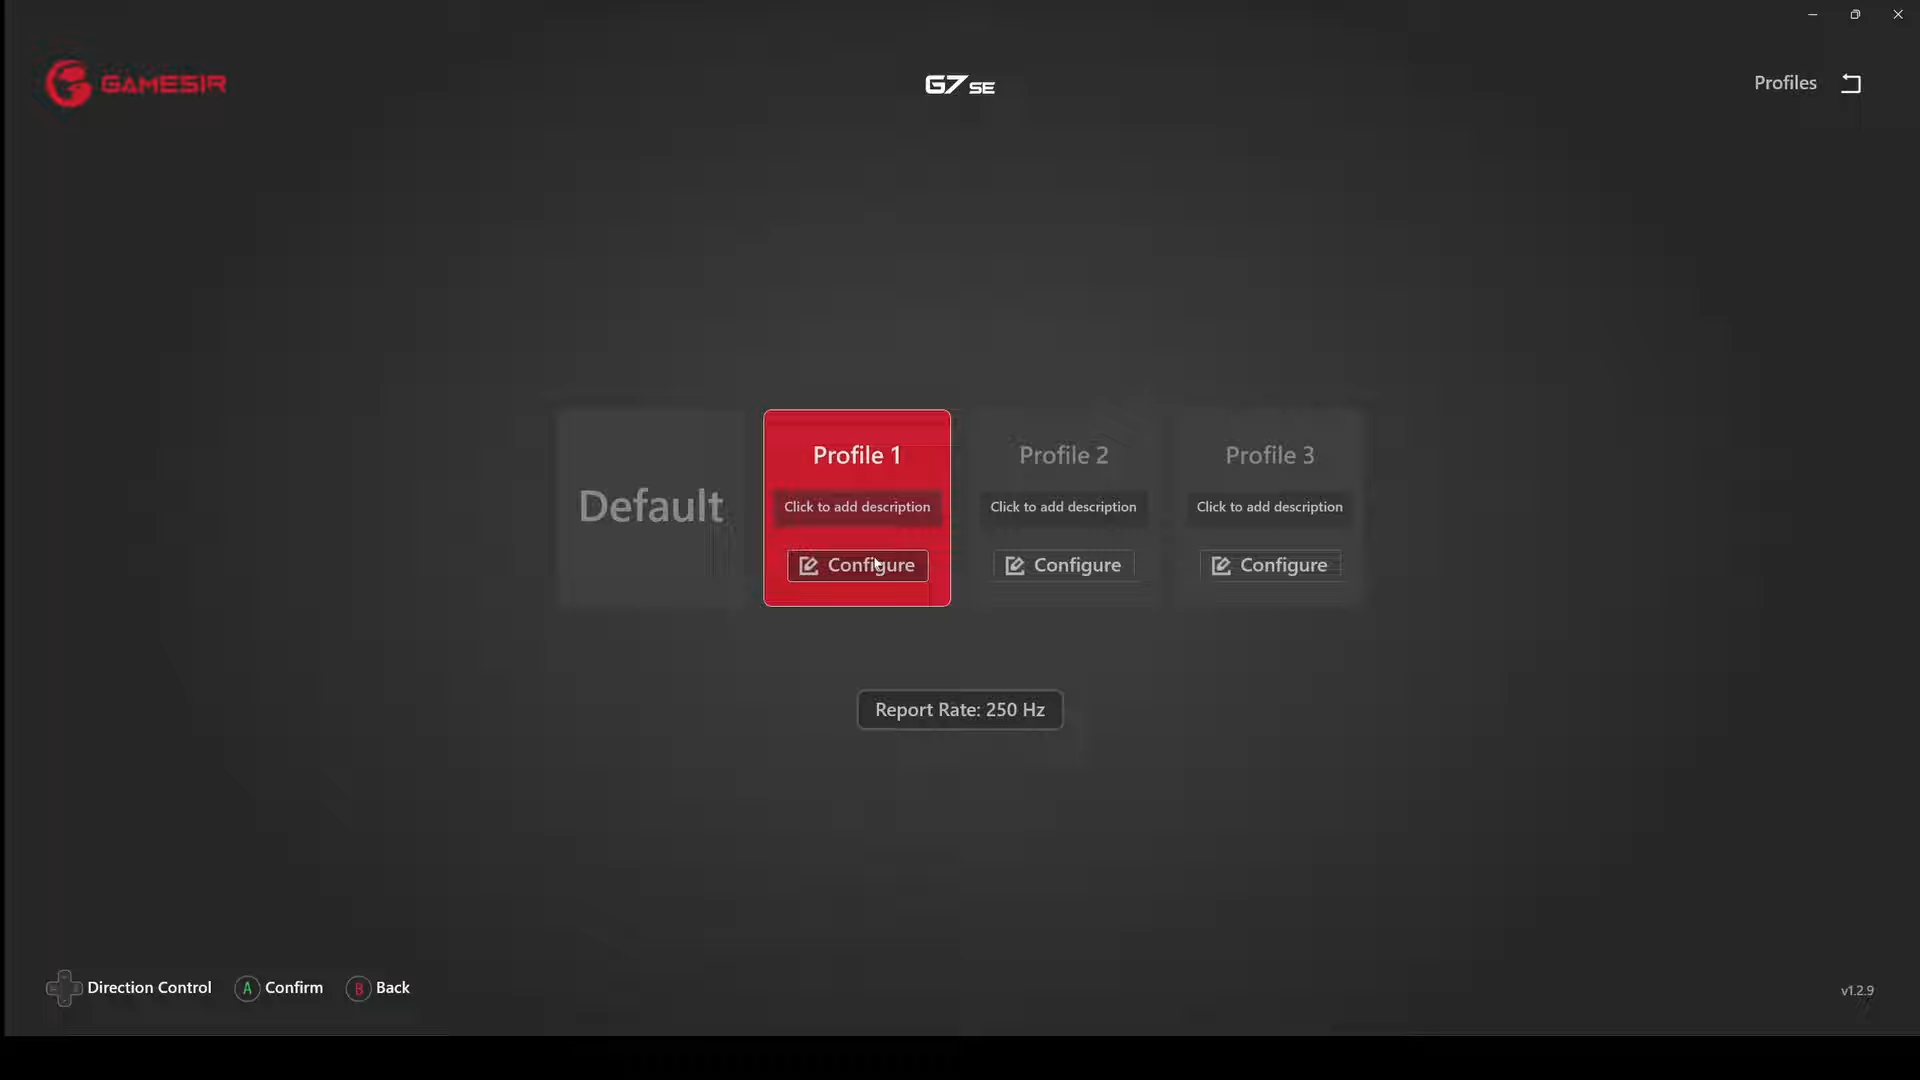 GAMESIR
G7 SE
Profiles
Default
Profile 1
Click to add description
Configure
Profile 2
Click to add description
Configure
Profile 3
Click to add description
Configure
Report Rate: 250 Hz
Direction Control
A Confirm
B Back
v1.2.9